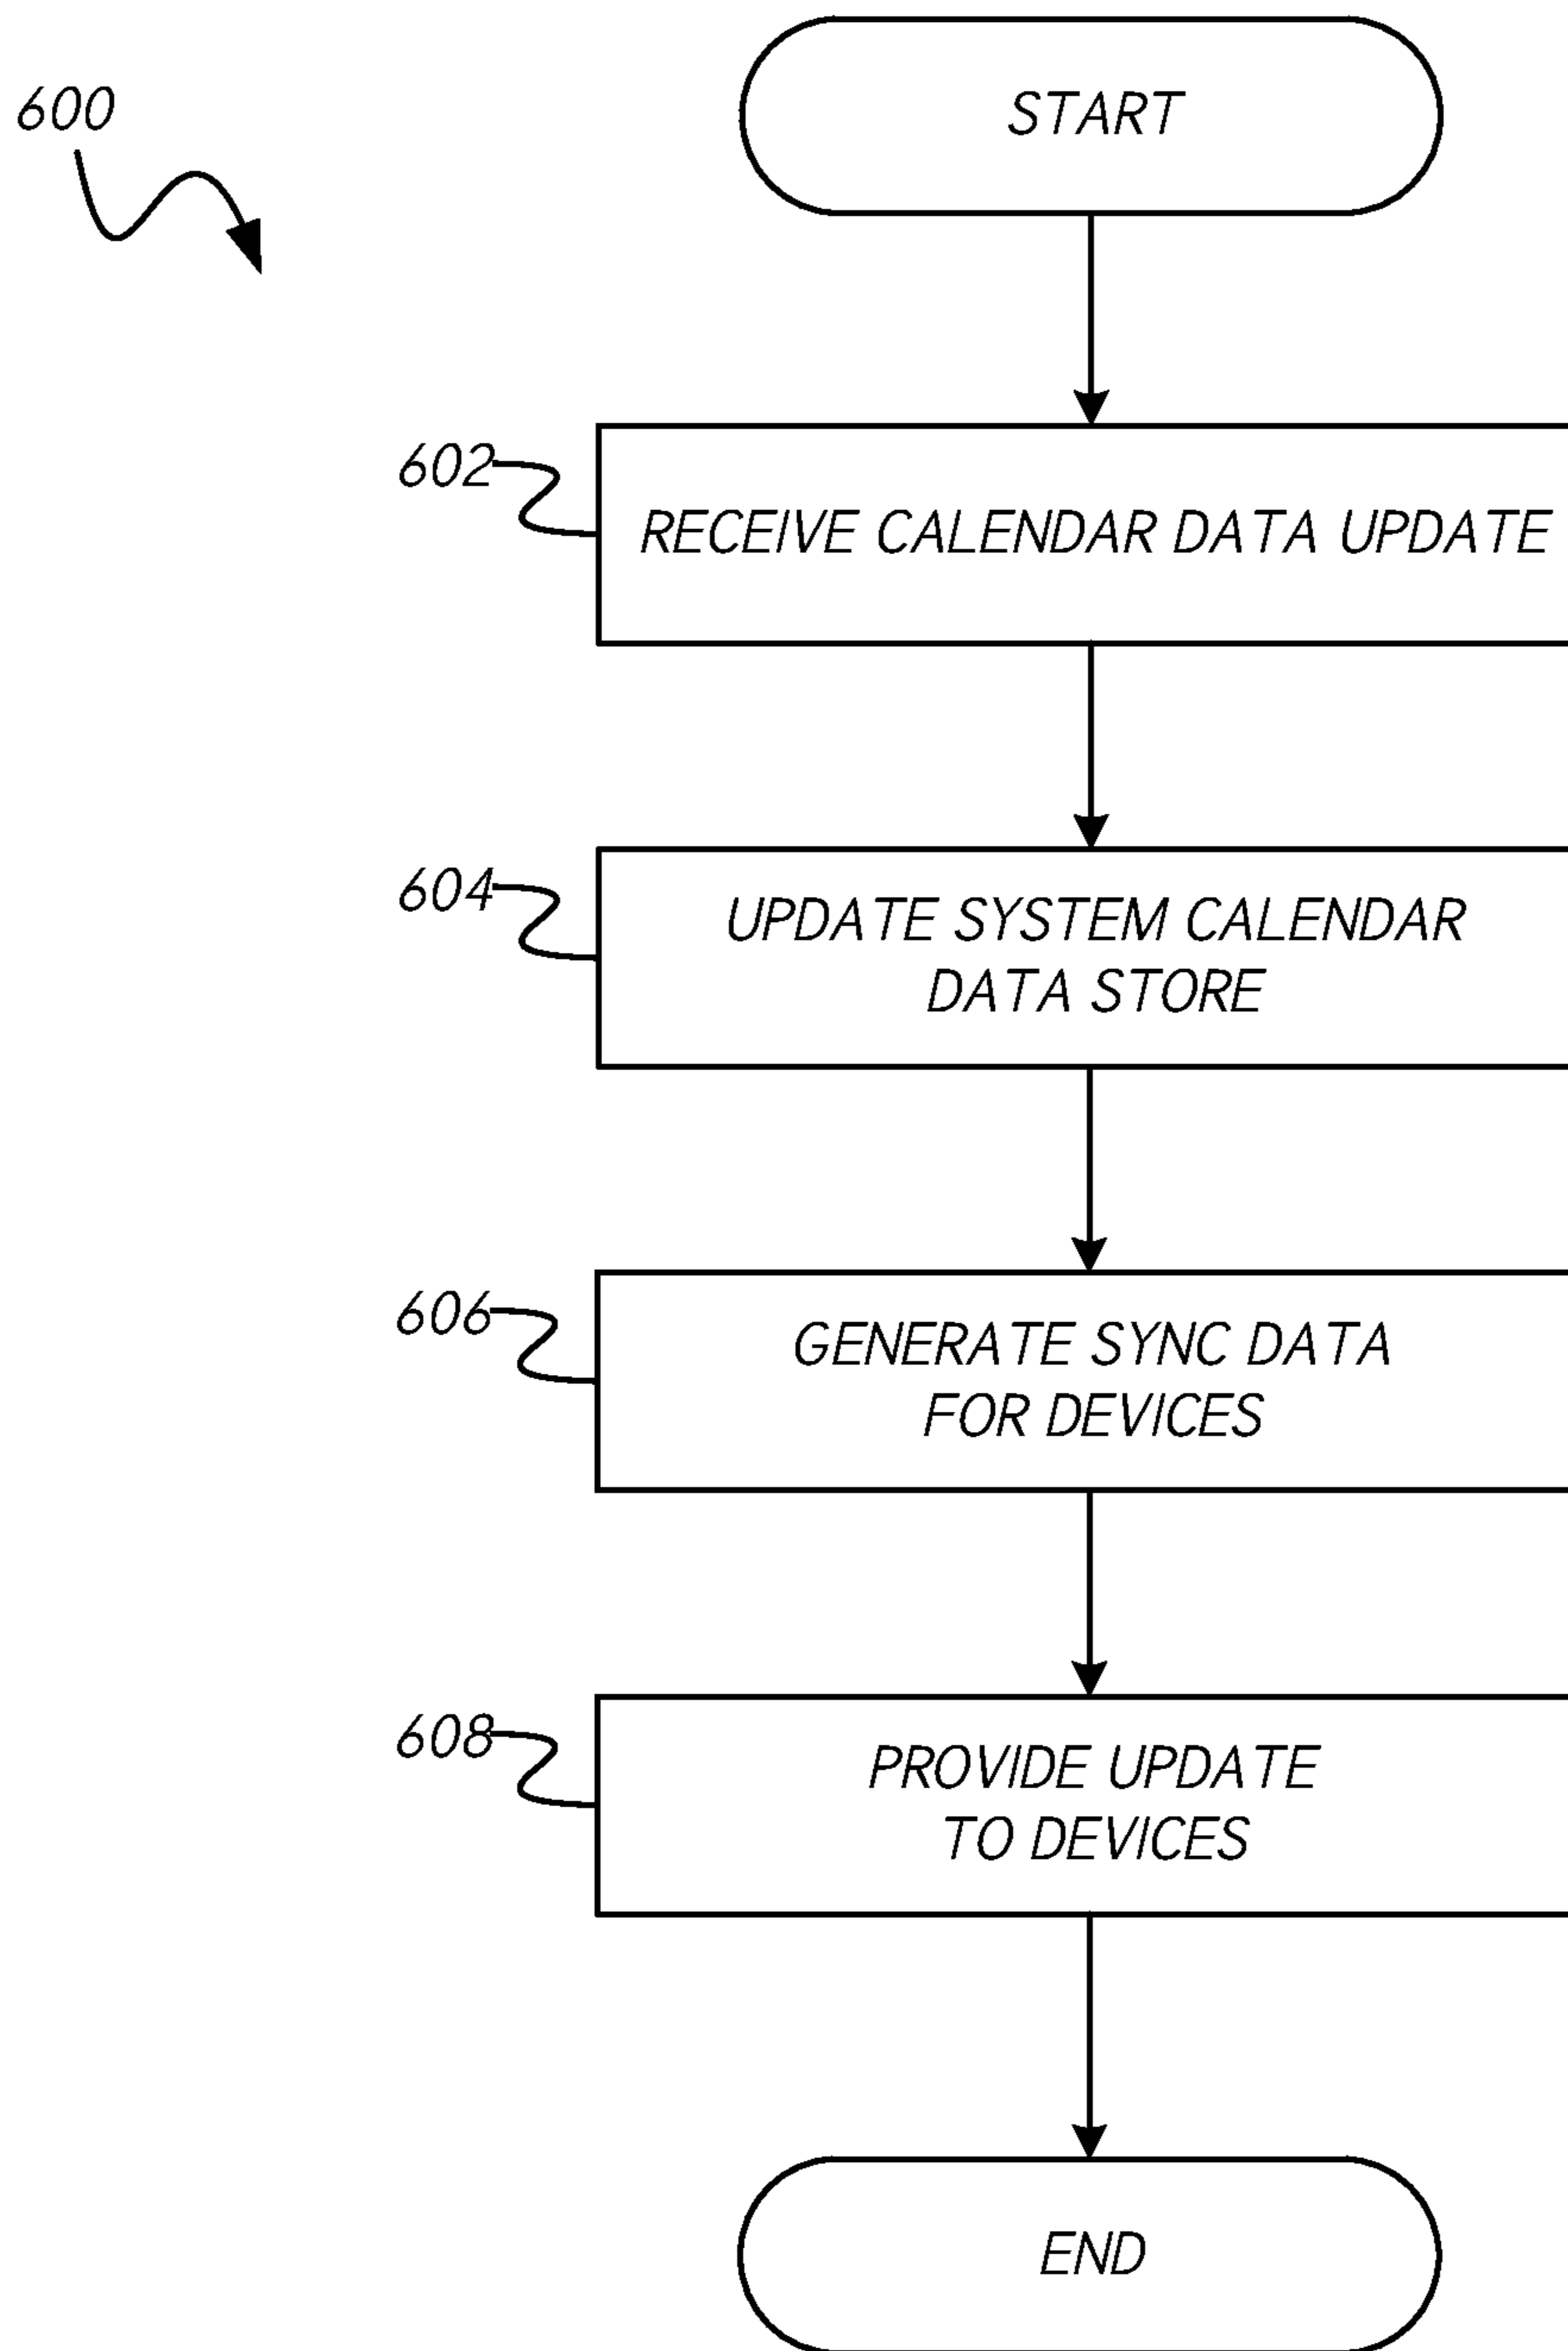 600
START
602
RECEIVE CALENDAR DATA UPDATE
604
UPDATE SYSTEM CALENDAR
DATA STORE
606
GENERATE SYNC DATA
FOR DEVICES
608
PROVIDE UPDATE
TO DEVICES
END